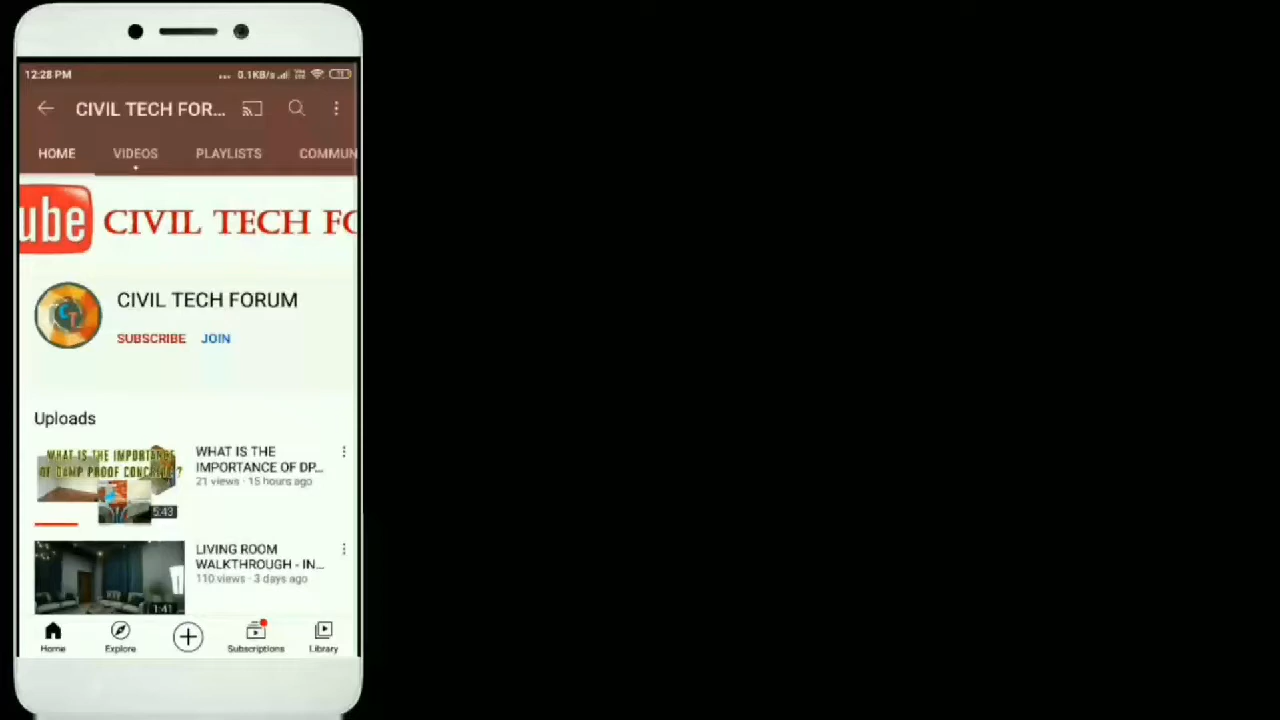 12:28 PM
... 0.1KB/s
CIVIL TECH FOR...
HOME VIDEOS PLAYLISTS COMMUN
ube CIVIL TECH FO
CIVIL TECH FORUM
SUBSCRIBE JOIN
Uploads
WHAT IS THE IMPORTANCE
OF DAMP PROOF CONCRETE?
5:43
WHAT IS THE
IMPORTANCE OF DP...
21 views · 15 hours ago
LIVING ROOM
WALKTHROUGH - IN...
110 views · 3 days ago
1:41
Home Explore Subscriptions Library